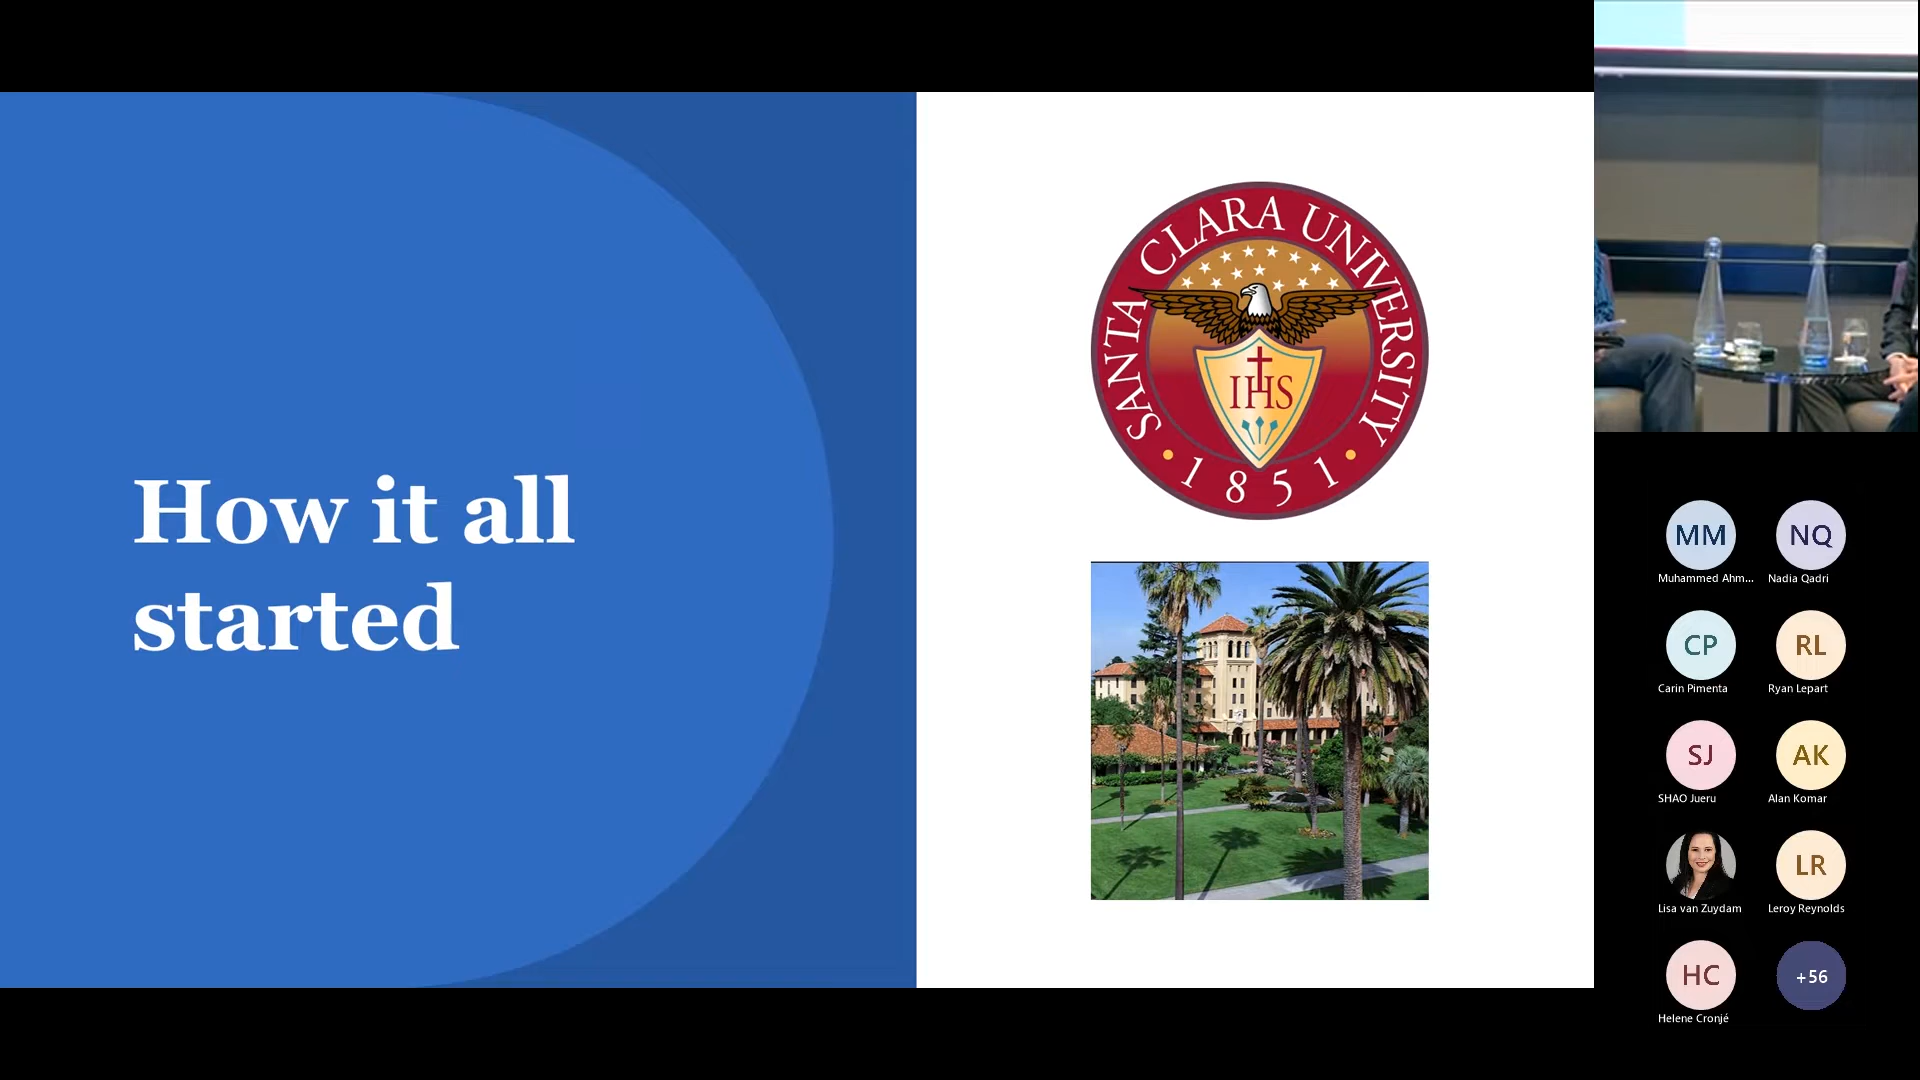 How it all
started
SANTA CLARA UNIVERSITY
IHS
• 1851 •
MM
NQ
Muhammed Ahm...
Nadia Qadri
CP
RL
Carin Pimenta
Ryan Lepart
SJ
AK
SHAO Jueru
Alan Komar
LR
Lisa van Zuydam
Leroy Reynolds
HC
+56
Helene Cronjé